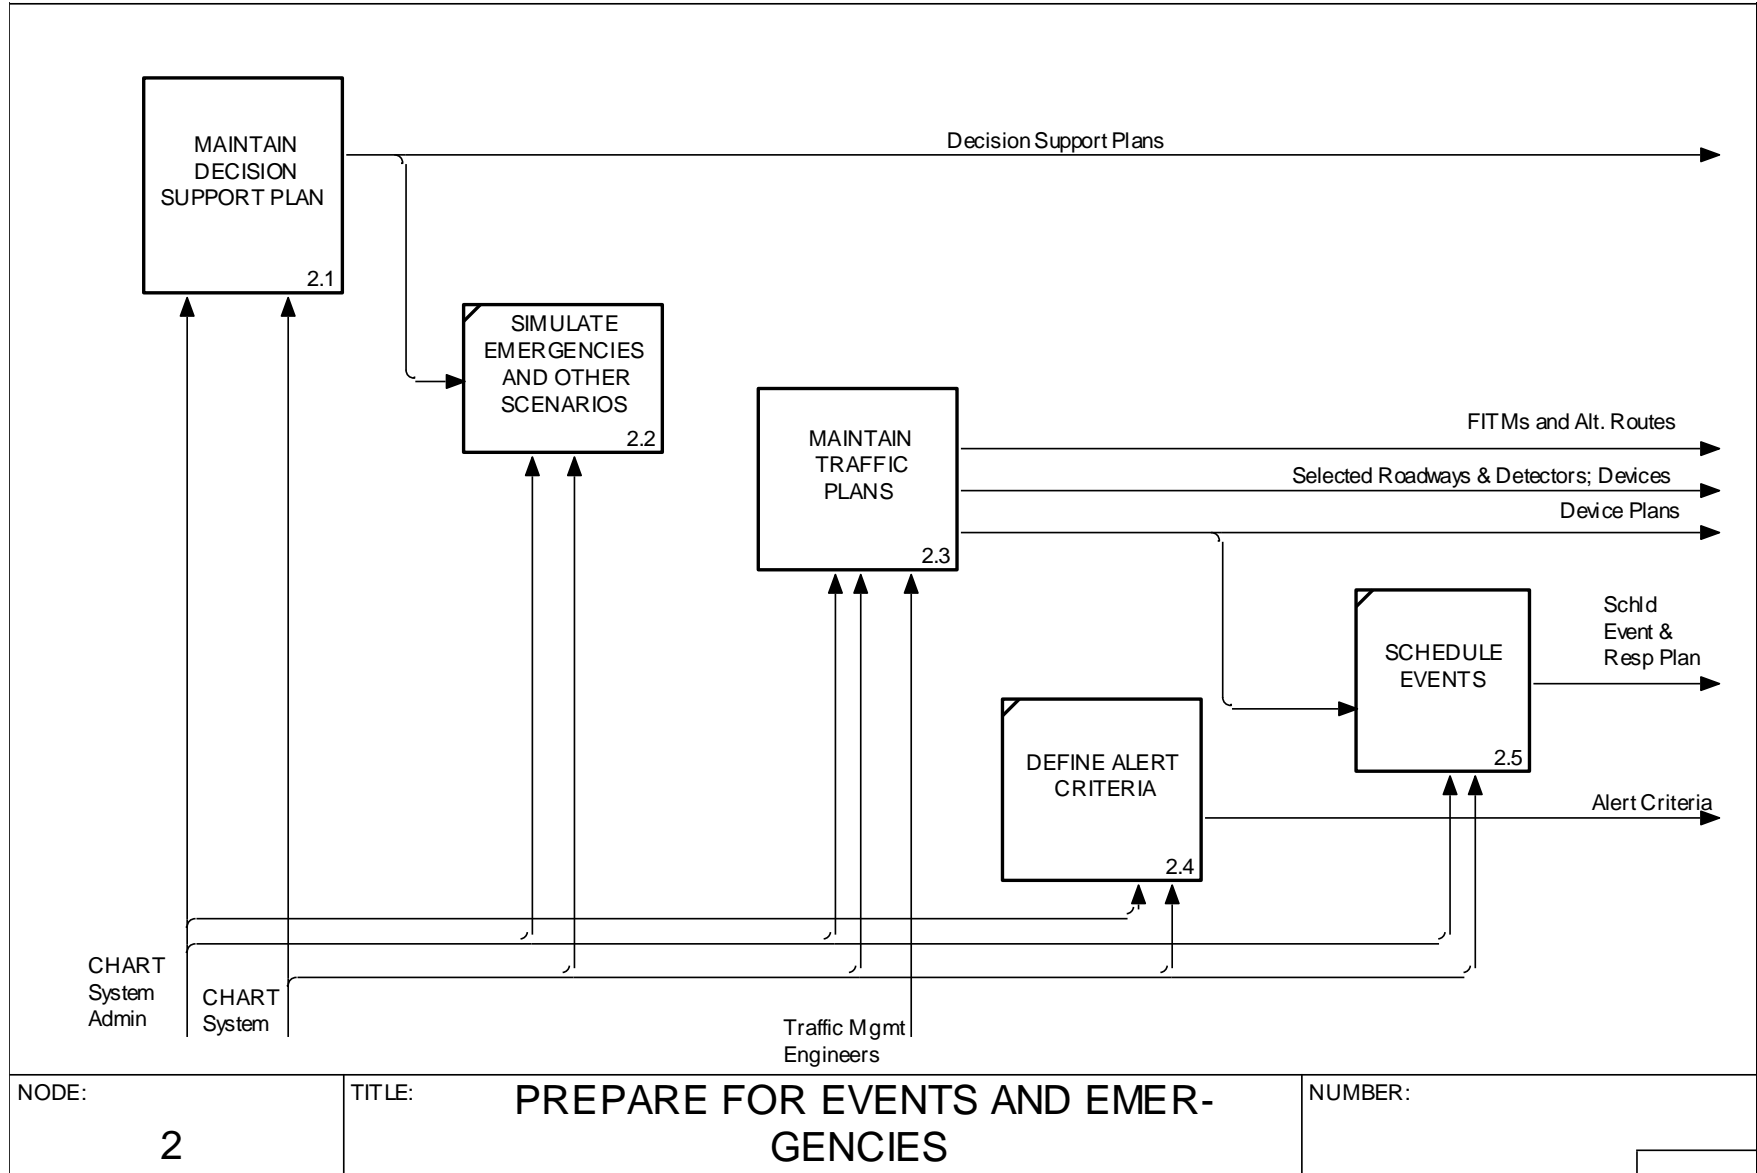 MAINTAIN
DECISION
SUPPORT PLAN
2.1
Decision Support Plans
SIMULATE
EMERGENCIES
AND OTHER
SCENARIOS
2.2
MAINTAIN
TRAFFIC
PLANS
2.3
FITMs and Alt. Routes
Selected Roadways & Detectors; Devices
Device Plans
SCHEDULE
EVENTS
2.5
Schld
Event &
Resp Plan
DEFINE ALERT
CRITERIA
2.4
Alert Criteria
CHART
System
Admin
CHART
System
Traffic Mgmt
Engineers
NODE:
2
TITLE:
PREPARE FOR EVENTS AND EMER-
GENCIES
NUMBER: